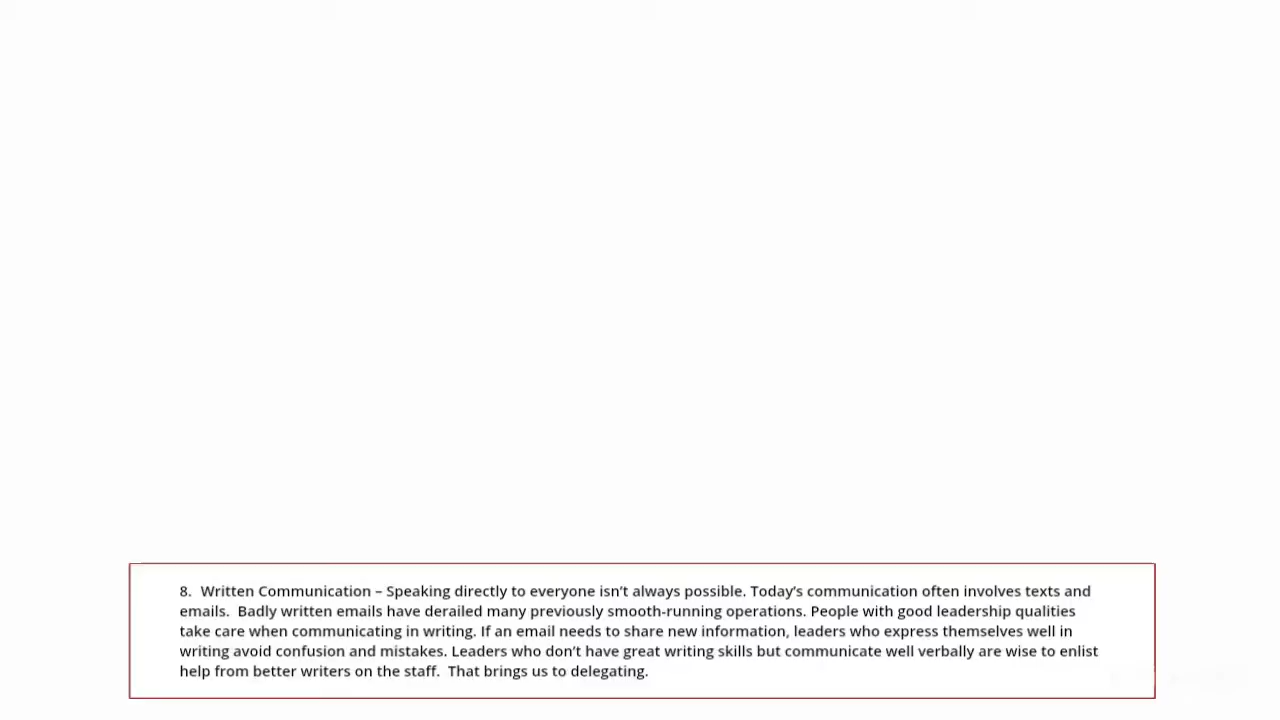 8.  Written Communication – Speaking directly to everyone isn’t always possible. Today’s communication often involves texts and
emails.  Badly written emails have derailed many previously smooth-running operations. People with good leadership qualities
take care when communicating in writing. If an email needs to share new information, leaders who express themselves well in
writing avoid confusion and mistakes. Leaders who don’t have great writing skills but communicate well verbally are wise to enlist
help from better writers on the staff.  That brings us to delegating.